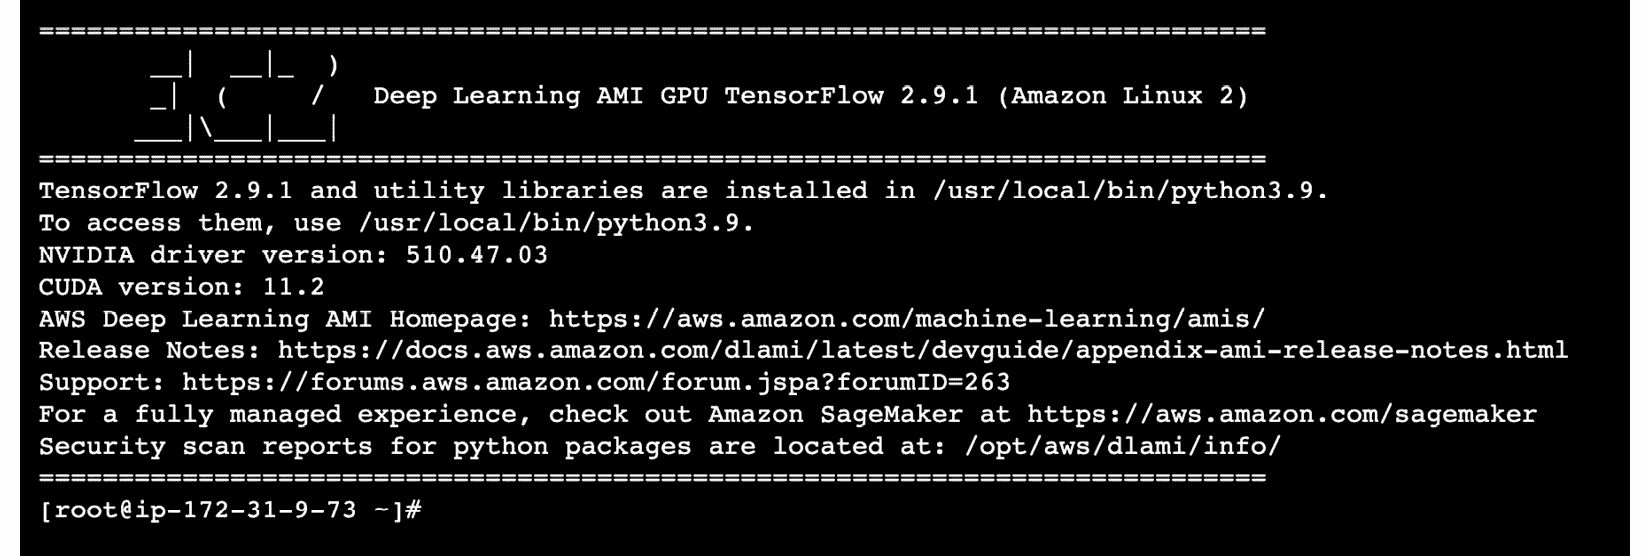 =============================================================================
       __|  __|_  )
       _|  (     /   Deep Learning AMI GPU TensorFlow 2.9.1 (Amazon Linux 2)
      ___|\___|___|
=============================================================================
TensorFlow 2.9.1 and utility libraries are installed in /usr/local/bin/python3.9.
To access them, use /usr/local/bin/python3.9.
NVIDIA driver version: 510.47.03
CUDA version: 11.2
AWS Deep Learning AMI Homepage: https://aws.amazon.com/machine-learning/amis/
Release Notes: https://docs.aws.amazon.com/dlami/latest/devguide/appendix-ami-release-notes.html
Support: https://forums.aws.amazon.com/forum.jspa?forumID=263
For a fully managed experience, check out Amazon SageMaker at https://aws.amazon.com/sagemaker
Security scan reports for python packages are located at: /opt/aws/dlami/info/
=============================================================================
[root@ip-172-31-9-73 ~]#